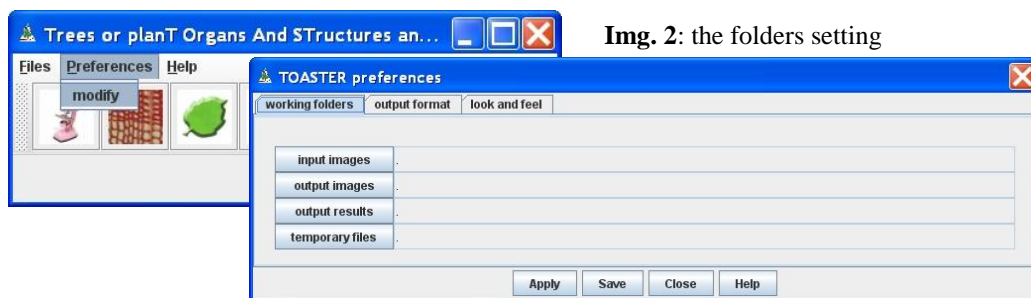 Trees or planT Organs And STructures an...
Img. 2: the folders setting
Files Preferences Help
modify
TOASTER preferences
working folders output format look and feel
input images .
output images .
output results .
temporary files .
Apply Save Close Help